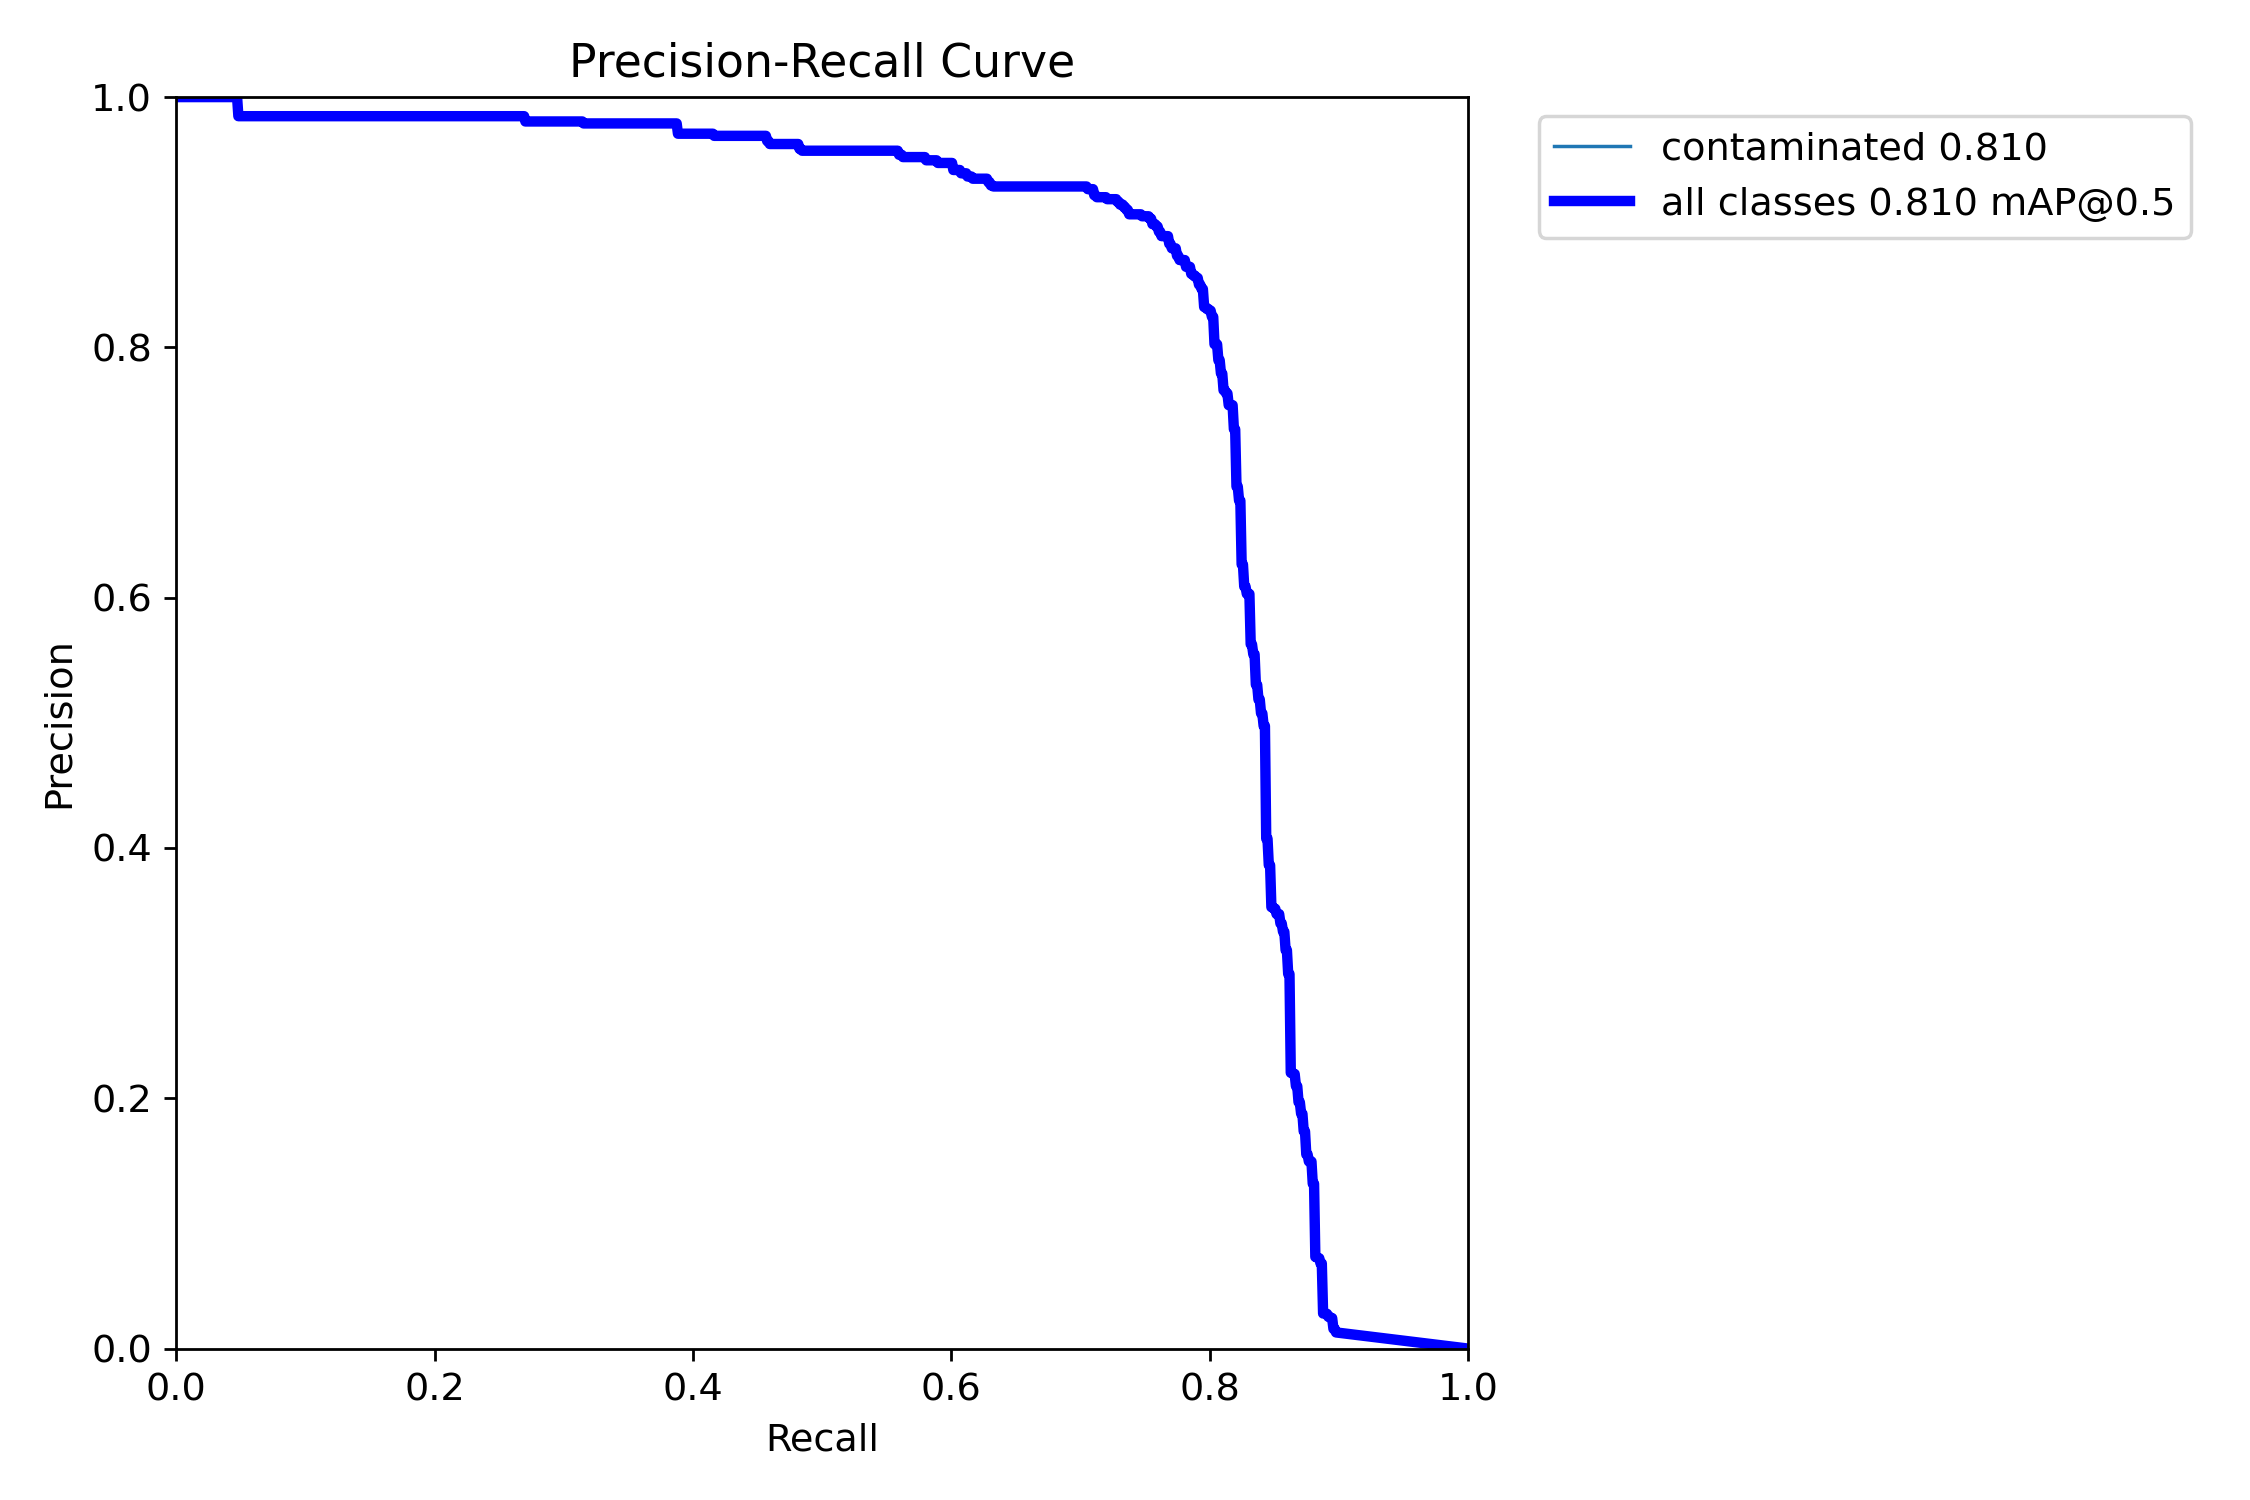 Precision-Recall Curve
1.0
0.8
0.6
0.4
0.2
0.0
Precision
0.0 0.2 0.4 0.6 0.8 1.0
Recall
contaminated 0.810
all classes 0.810 mAP@0.5